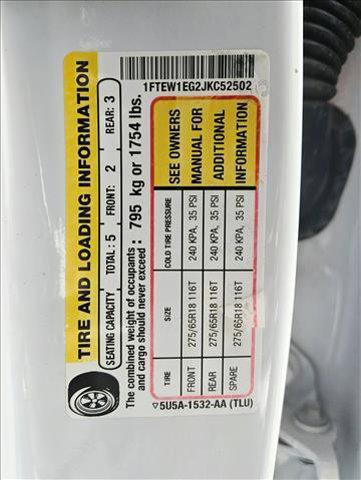 1FTEW1EG2JKC52502
TIRE AND LOADING INFORMATION
SEATING CAPACITY TOTAL : 5 FRONT: 2 REAR: 3
The combined weight of occupants : 795 kg or 1754 lbs.
and cargo should never exceed
TIRE SIZE COLD TIRE PRESSURE SEE OWNERS
FRONT 275/65R18 116T 240 KPA, 35 PSI MANUAL FOR
REAR 275/65R18 116T 240 KPA, 35 PSI ADDITIONAL
SPARE 275/65R18 116T 240 KPA, 35 PSI INFORMATION
▽5U5A-1532-AA (TLU)